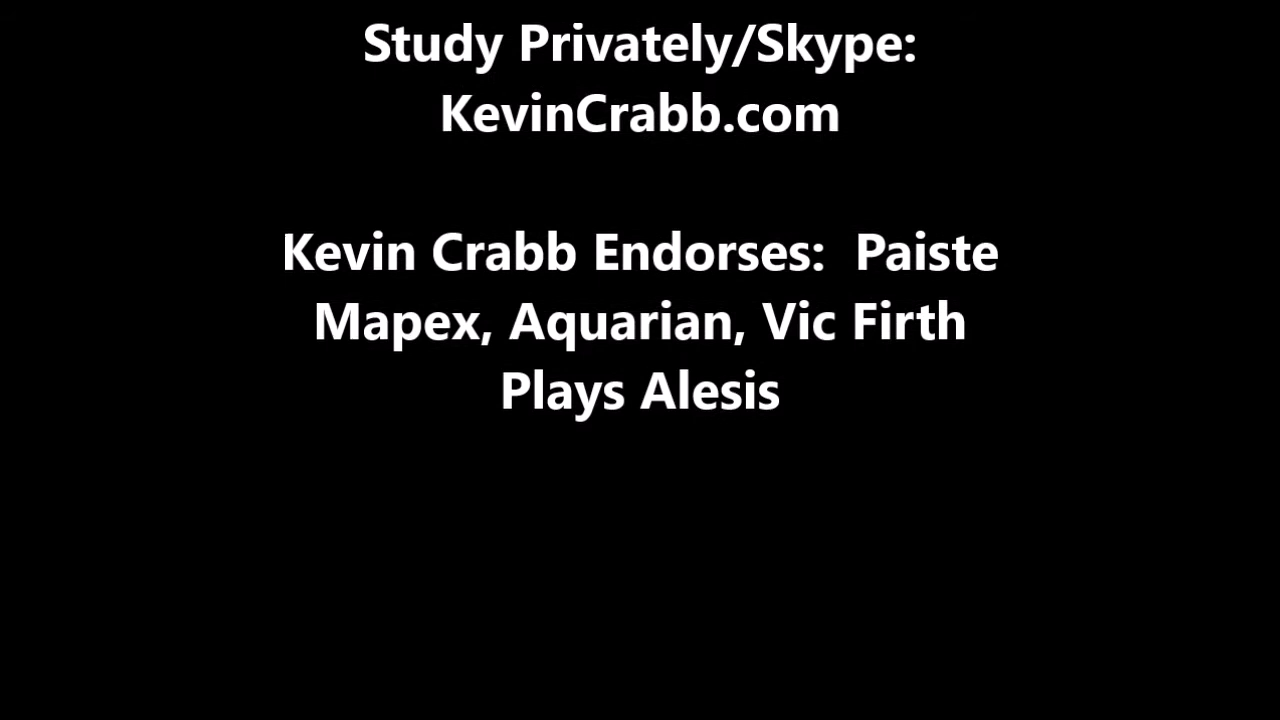 Study Privately/Skype:
KevinCrabb.com
Kevin Crabb Endorses:  Paiste
Mapex, Aquarian, Vic Firth
Plays Alesis